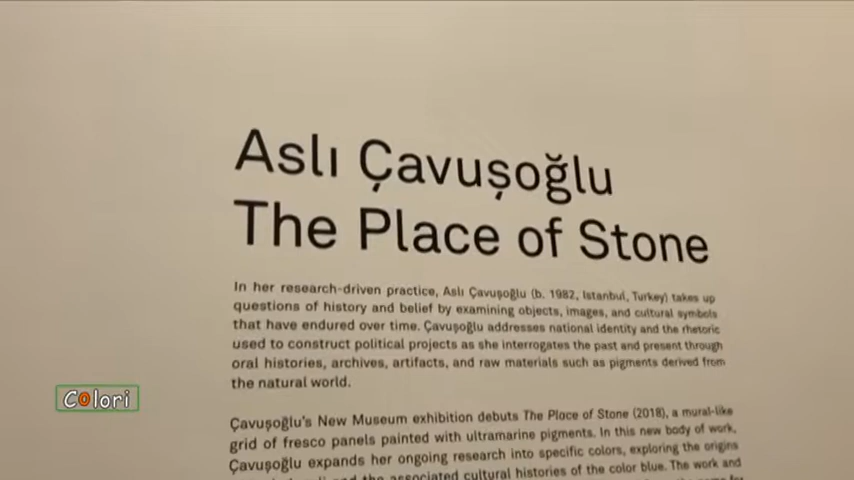 Aslı Çavuşoğlu
The Place of Stone
In her research-driven practice, Aslı Çavuşoğlu (b. 1982, Istanbul, Turkey) takes up
questions of history and belief by examining objects, images, and cultural symbols
that have endured over time. Çavuşoğlu addresses national identity and the rhetoric
used to construct political projects as she interrogates the past and present through
oral histories, archives, artifacts, and raw materials such as pigments derived from
the natural world.
Colori
Çavuşoğlu's New Museum exhibition debuts The Place of Stone (2018), a mural-like
grid of fresco panels painted with ultramarine pigments. In this new body of work,
Çavuşoğlu expands her ongoing research into specific colors, exploring the origins
and the associated cultural histories of the color blue. The work and